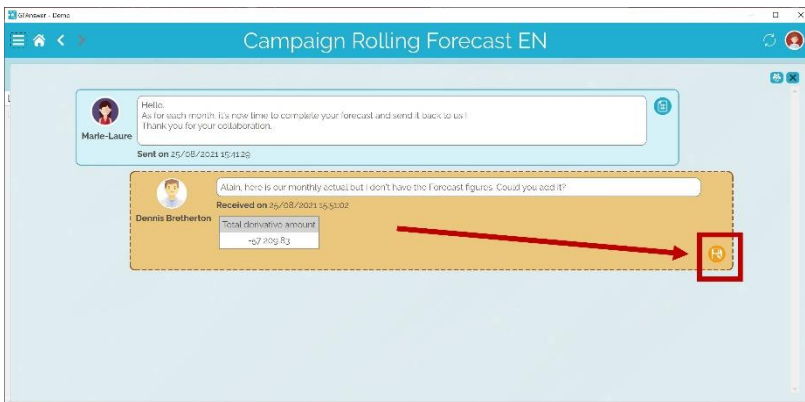 GTAnswer - Demo
Campaign Rolling Forecast EN
Hello,
As for each month, it's now time to complete your forecast and send it back to us !
Thank you for your collaboration.
Marie-Laure
Sent on 25/08/2021 15:41:29
Alain, here is our monthly actual but I don't have the Forecast figures. Could you add it?
Received on 25/08/2021 15:51:02
Dennis Bretherton
Total derivative amount
-57 209,83